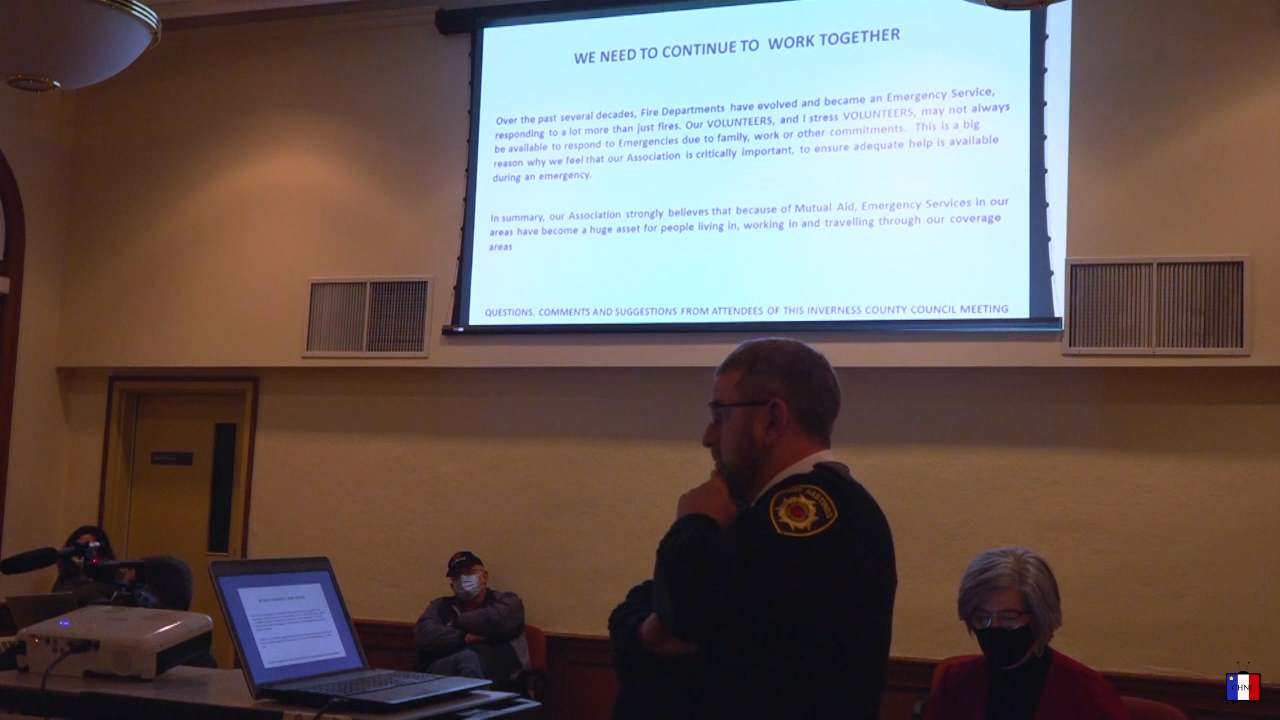 WE NEED TO CONTINUE TO WORK TOGETHER
Over the past several decades, Fire Departments have evolved and became an Emergency Service,
responding to a lot more than just fires. Our VOLUNTEERS, and I stress VOLUNTEERS, may not always
be available to respond to Emergencies due to family, work or other commitments. This is a big
reason why we feel that our Association is critically important, to ensure adequate help is available
during an emergency.
In summary, our Association strongly believes that because of Mutual Aid, Emergency Services in our
areas have become a huge asset for people living in, working in and travelling through our coverage
areas
QUESTIONS, COMMENTS AND SUGGESTIONS FROM ATTENDEES OF THIS INVERNESS COUNTY COUNCIL MEETING
HASTINGS